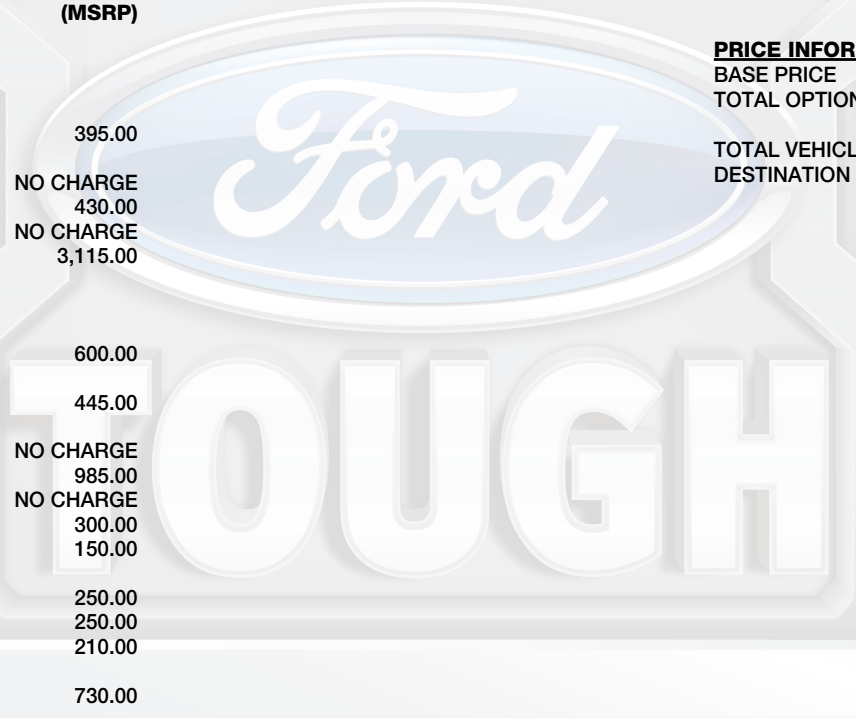 (MSRP)
395.00
NO CHARGE
430.00
NO CHARGE
3,115.00
600.00
445.00
NO CHARGE
985.00
NO CHARGE
300.00
150.00
250.00
250.00
210.00
730.00
PRICE INFOR
BASE PRICE
TOTAL OPTION
TOTAL VEHICL
DESTINATION
Ford
TOUGH